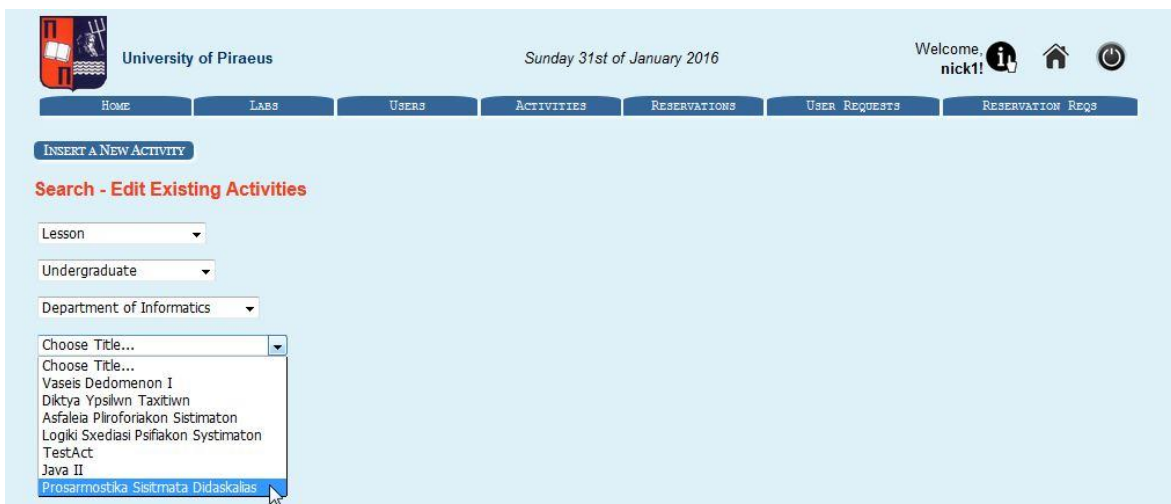 University of Piraeus
Sunday 31st of January 2016
Welcome,
nick1!
HOME LABS USERS ACTIVITIES RESERVATIONS USER REQUESTS RESERVATION REQS
INSERT A NEW ACTIVITY
Search - Edit Existing Activities
Lesson
Undergraduate
Department of Informatics
Choose Title...
Choose Title...
Vaseis Dedomenon I
Diktya Ypsilwn Taxitiwn
Asfaleia Pliroforiakon Sistimaton
Logiki Sxediasi Psifiakon Systimaton
TestAct
Java II
Prosarmostika Sisitmata Didaskalias